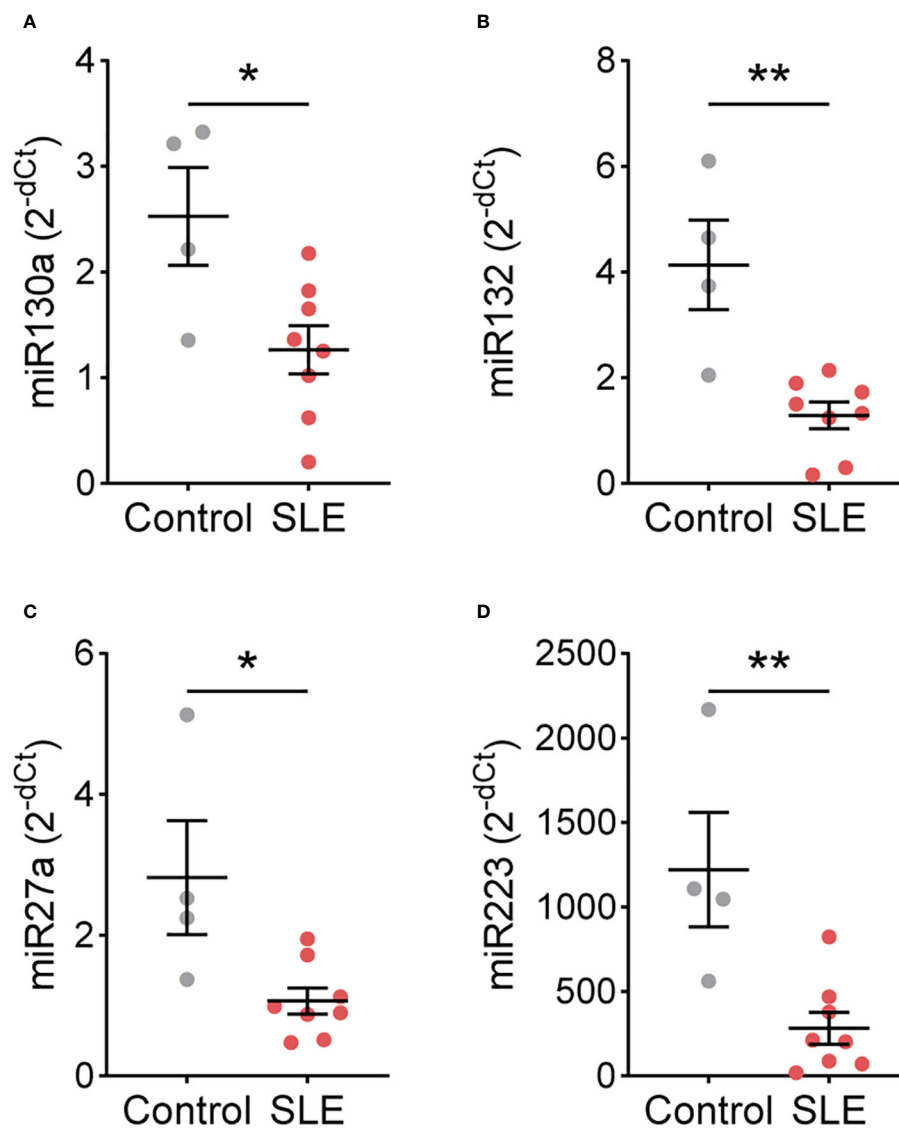 A
miR130a (2-dCt)
4
3
2
1
0
*
Control SLE
B
miR132 (2-dCt)
8
6
4
2
0
**
Control SLE
C
miR27a (2-dCt)
6
4
2
0
*
Control SLE
D
miR223 (2-dCt)
2500
2000
1500
1000
500
0
**
Control SLE